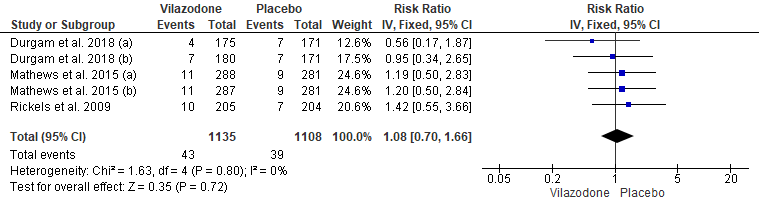 Vilazodone Placebo Risk Ratio Risk Ratio
Study or Subgroup Events Total Events Total Weight IV, Fixed, 95% CI IV, Fixed, 95% CI
Durgam et al. 2018 (a) 4 175 7 171 12.6% 0.56 [0.17, 1.87]
Durgam et al. 2018 (b) 7 180 7 171 17.6% 0.95 [0.34, 2.65]
Mathews et al. 2015 (a) 11 288 9 281 24.6% 1.19 [0.50, 2.83]
Mathews et al. 2015 (b) 11 287 9 281 24.6% 1.20 [0.50, 2.84]
Rickels et al. 2009 10 205 7 204 20.6% 1.42 [0.55, 3.66]
Total (95% CI) 1135 1108 100.0% 1.08 [0.70, 1.66]
Total events 43 39
Heterogeneity: Chi² = 1.63, df= 4 (P = 0.80); I² = 0%
Test for overall effect: Z = 0.35 (P = 0.72)
0.05 0.2 1 5 20
Vilazodone Placebo